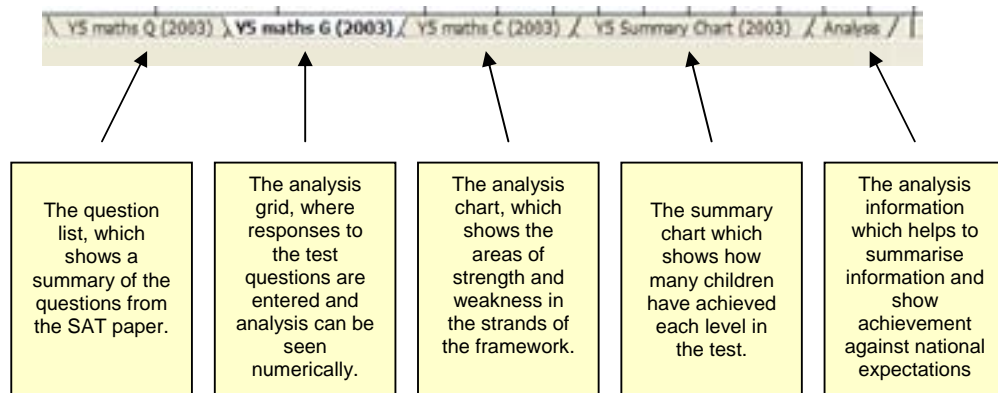 Y5 maths Q (2003) Y5 maths G (2003) Y5 maths C (2003) Y5 Summary Chart (2003) Analysis
The question
list, which
shows a
summary of the
questions from
the SAT paper.
The analysis
grid, where
responses to
the test
questions are
entered and
analysis can be
seen
numerically.
The analysis
chart, which
shows the
areas of
strength and
weakness in
the strands of
the framework.
The summary
chart which
shows how
many children
have achieved
each level in
the test.
The analysis
information
which helps to
summarise
information and
show
achievement
against national
expectations